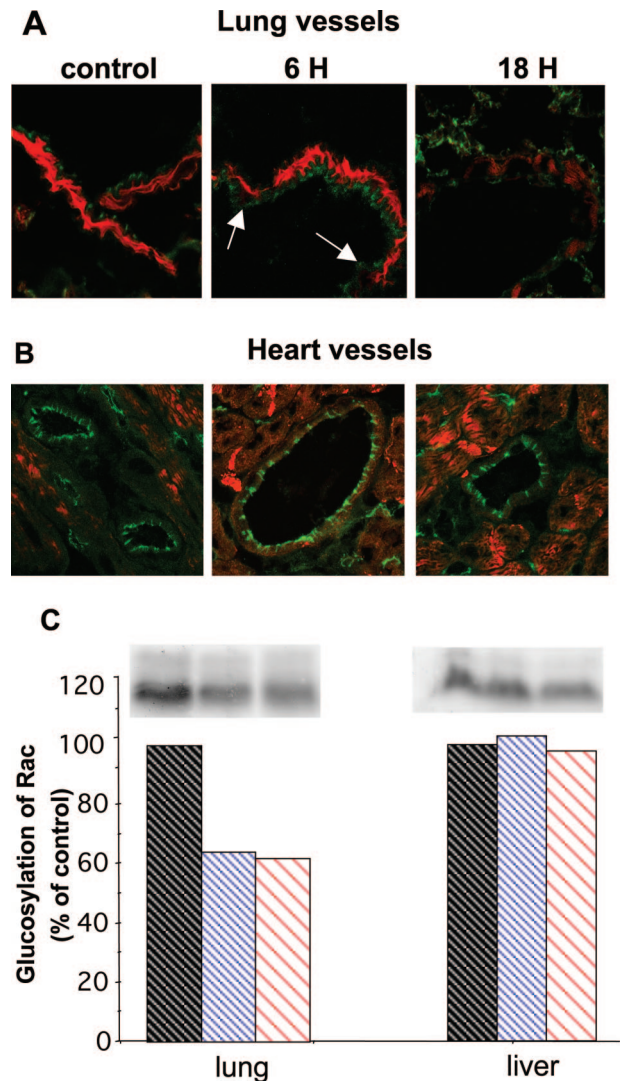 A Lung vessels
control 6 H 18 H
B Heart vessels
C
Glucosylation of Rac
(% of control)
120
100
80
60
40
20
0
lung liver